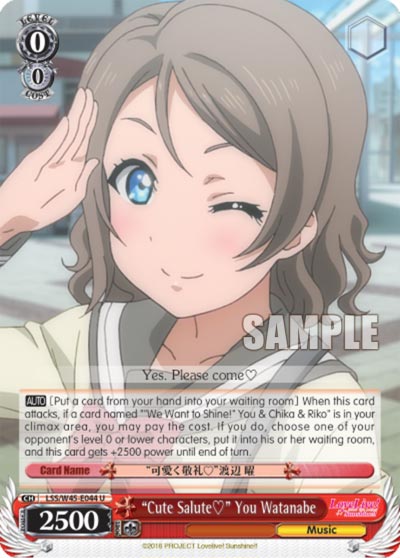 LEVEL
0
0
COST
SAMPLE
Yes. Please come♡
AUTO [Put a card from your hand into your waiting room] When this card
attacks, if a card named ""We Want to Shine!" You & Chika & Riko" is in your
climax area, you may pay the cost. If you do, choose one of your
opponent's level 0 or lower characters, put it into his or her waiting room,
and this card gets +2500 power until end of turn.
Card Name
"可愛く敬礼♡"渡辺 曜
CH LSS/W45-E044 U
2500
"Cute Salute♡" You Watanabe
LoveLive!
Sunshine!!
Music
©2016 PROJECT Lovelive! Sunshine!!